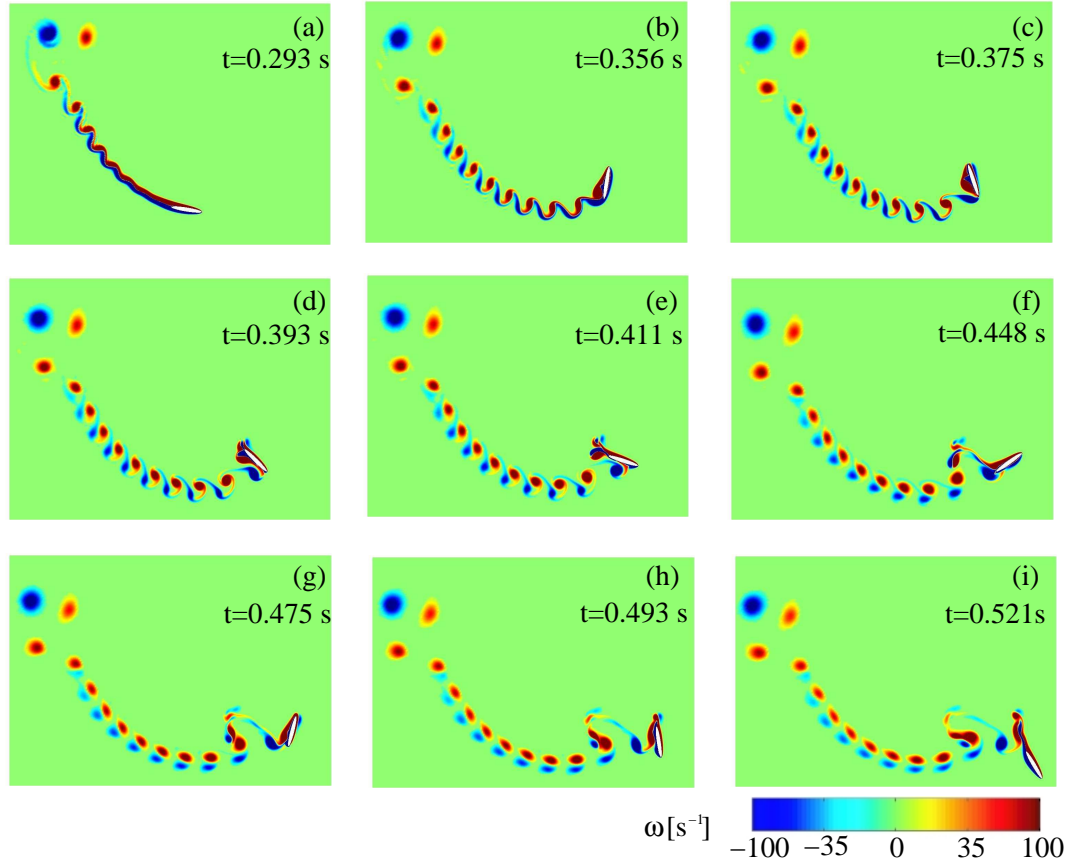 (a)
t=0.293 s
(b)
t=0.356 s
(c)
t=0.375 s
(d)
t=0.393 s
(e)
t=0.411 s
(f)
t=0.448 s
(g)
t=0.475 s
(h)
t=0.493 s
(i)
t=0.521s
ω[s⁻¹]
−100 −35 0 35 100